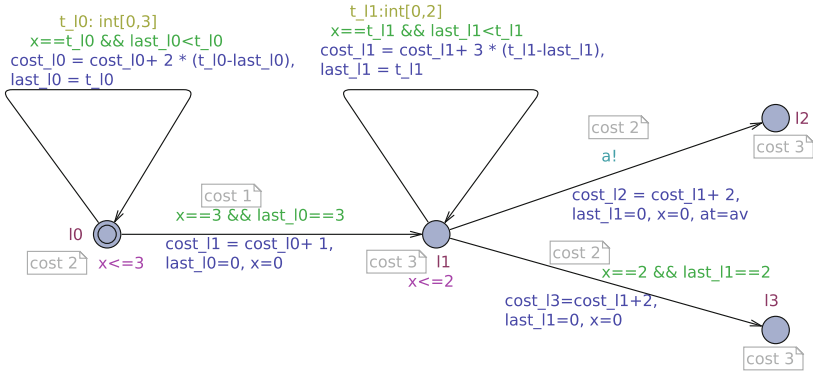 t_l0: int[0,3]
x==t_l0 && last_l0<t_l0
cost_l0 = cost_l0+ 2 * (t_l0-last_l0),
last_l0 = t_l0
t_l1:int[0,2]
x==t_l1 && last_l1<t_l1
cost_l1 = cost_l1+ 3 * (t_l1-last_l1),
last_l1 = t_l1
cost 2
a!
l2
cost 3
cost_l2 = cost_l1+ 2,
last_l1=0, x=0, at=av
cost 1
x==3 && last_l0==3
l0
cost_l1 = cost_l0+ 1,
last_l0=0, x=0
cost 2
x<=3
cost 3
l1
x<=2
cost 2
x==2 && last_l1==2
cost_l3=cost_l1+2,
last_l1=0, x=0
l3
cost 3